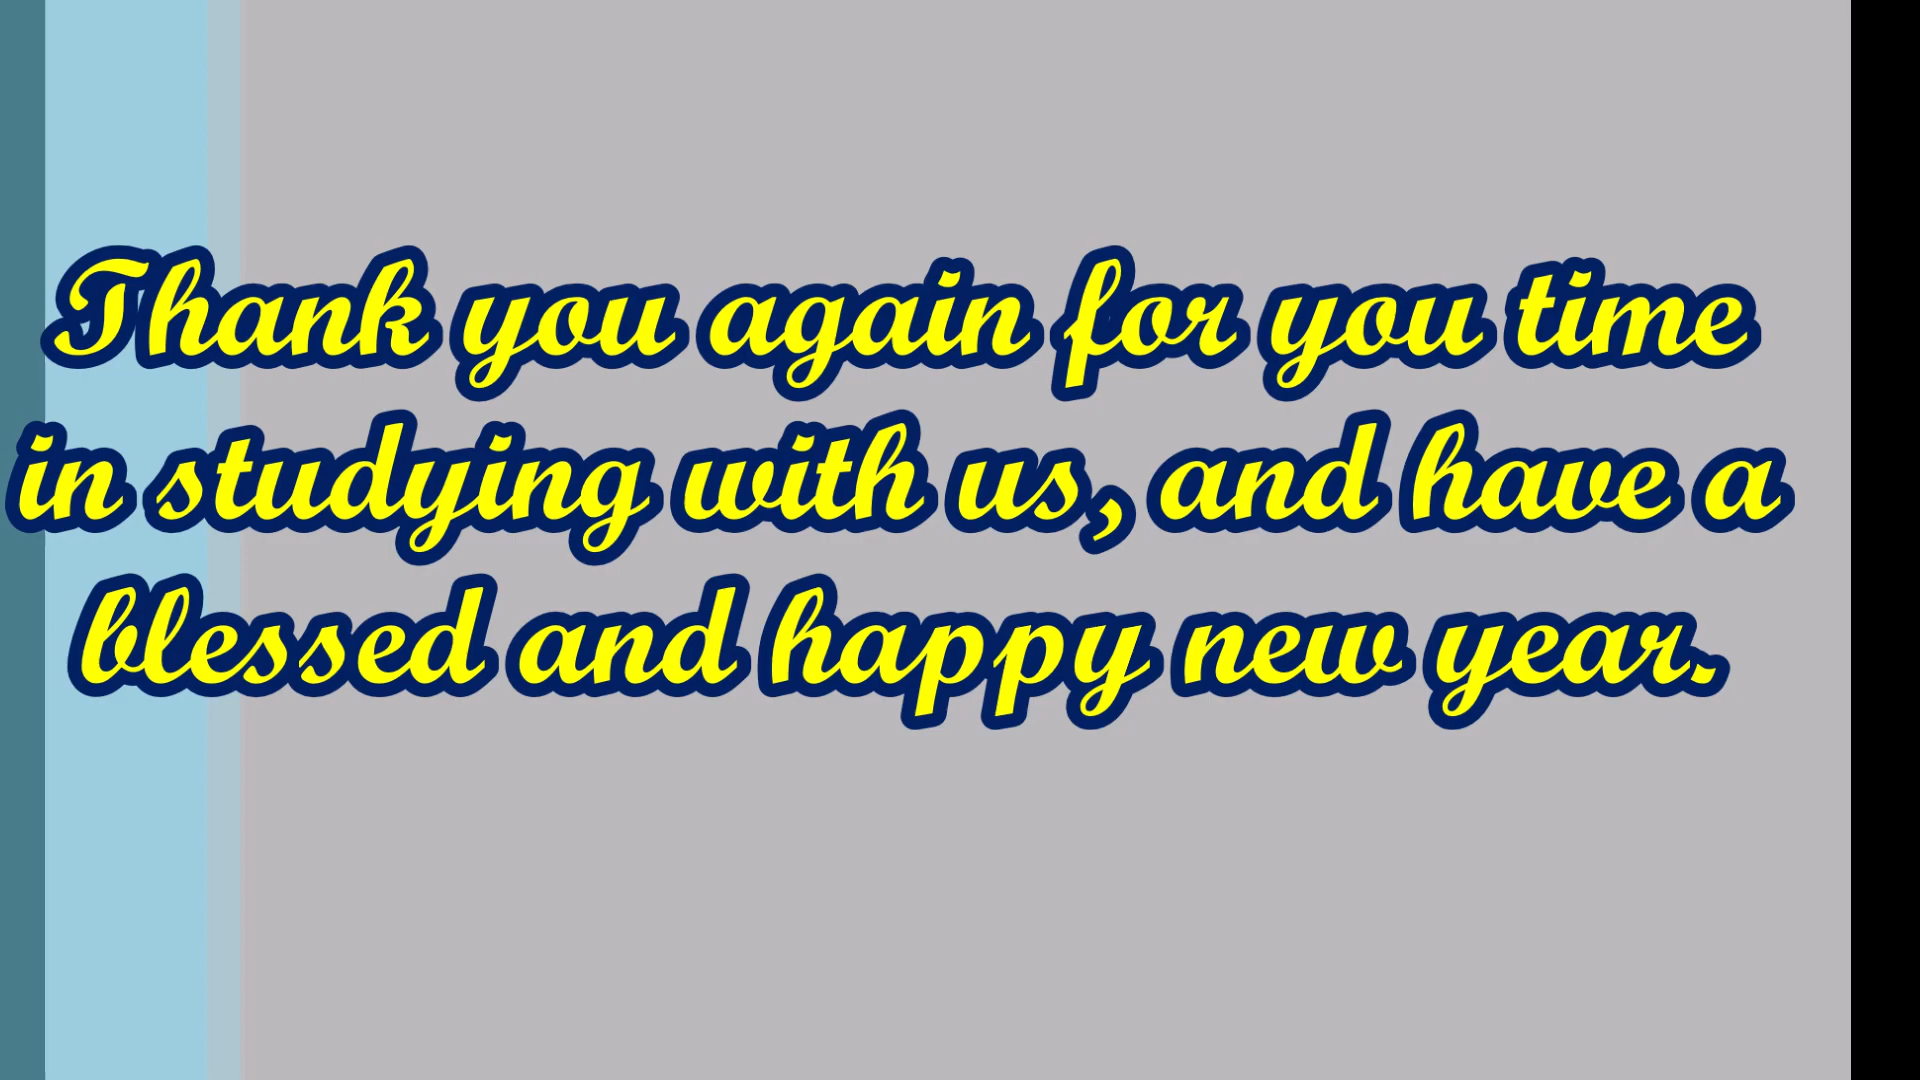 Thank you again for you time
in studying with us, and have a
blessed and happy new year.